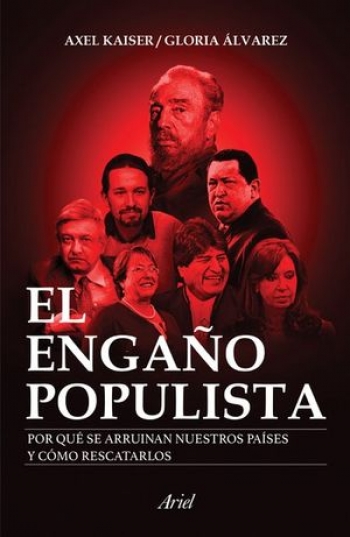 AXEL KAISER/GLORIA ÁLVAREZ
EL
ENGAÑO
POPULISTA
POR QUÉ SE ARRUINAN NUESTROS PAÍSES
Y CÓMO RESCATARLOS
Ariel